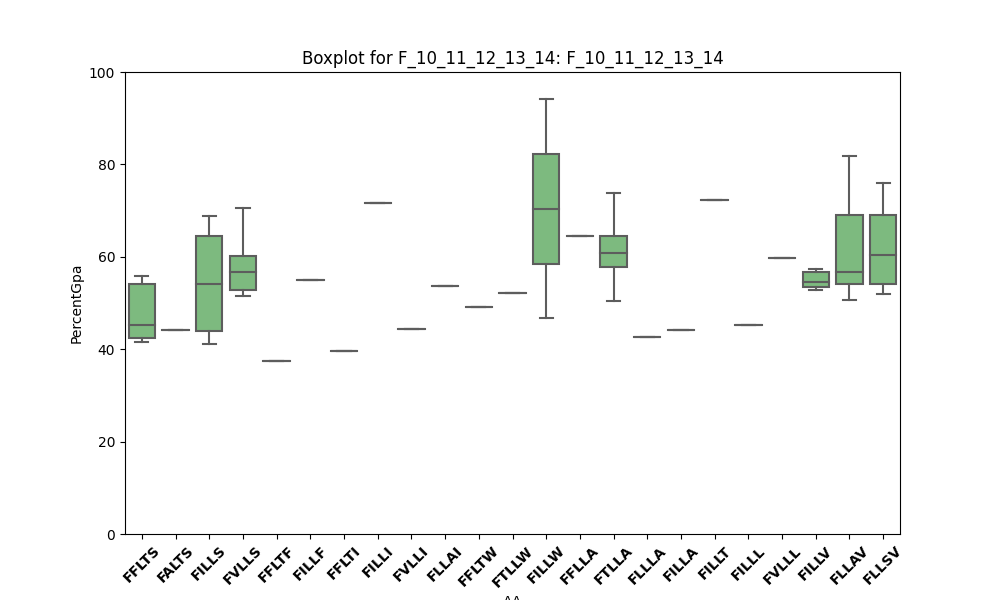 Boxplot for F_10_11_12_13_14: F_10_11_12_13_14
PercentGpa
100
80
60
40
20
0
FFLTS
FALTS
FILLS
FVLLS
FFLTF
FILLF
FFLTI
FILLI
FVLLI
FLLAI
FFLTW
FTLLW
FILLW
FFLLA
FTLLA
FLLLA
FILLA
FILLT
FILLL
FVLLL
FILLV
FLLAV
FLLSV
AA